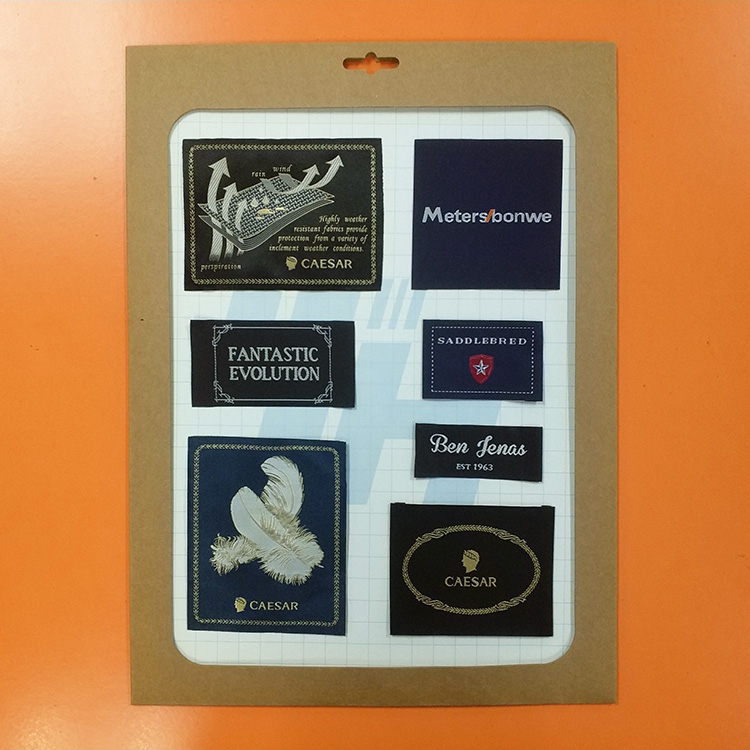 rain wind
Highly weather
resistant fabrics provide
protection from a variety of
inclement weather conditions.
perspiration
CAESAR
Meters/bonwe
FANTASTIC
EVOLUTION
SADDLEBRED
Ben Jenas
EST 1963
CAESAR
CAESAR